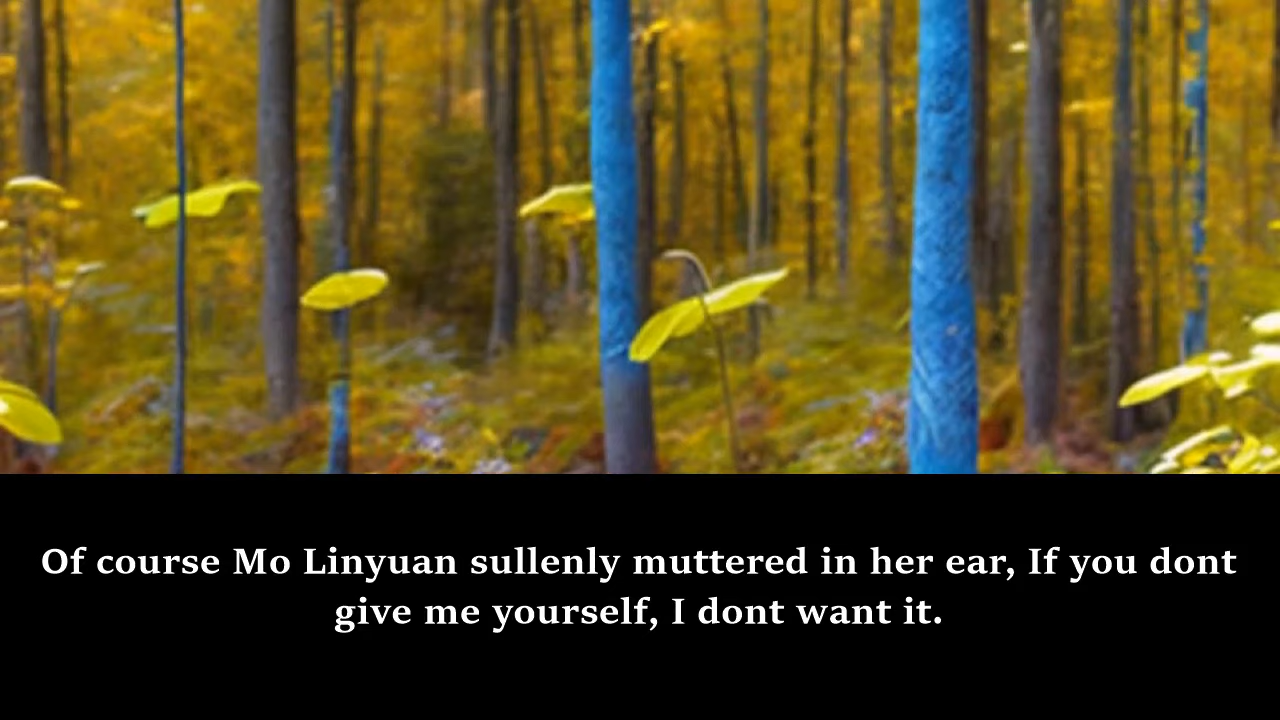 Of course Mo Linyuan sullenly muttered in her ear, If you dont
give me yourself, I dont want it.